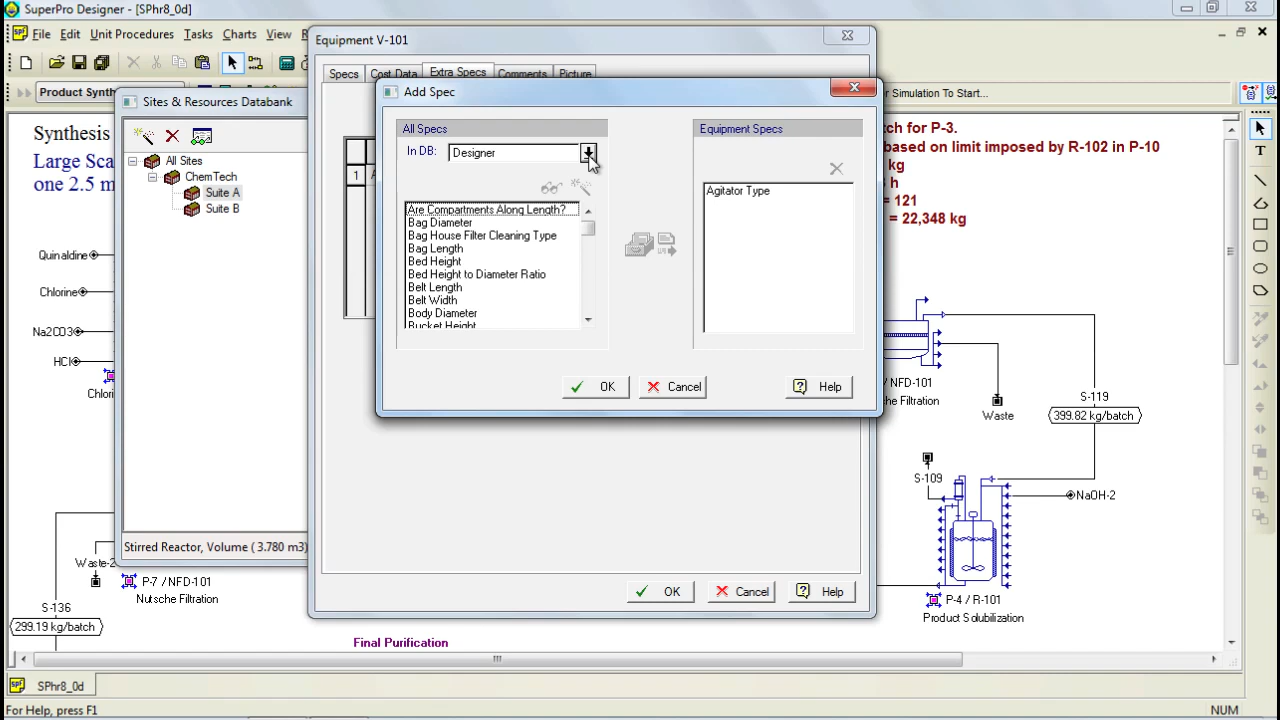 SuperPro Designer - [SPhr8_0d]
File Edit Unit Procedures Tasks Charts View
Product Synth
Simulation To Start...
Equipment V-101
Specs Cost Data Extra Specs Comments Picture
Sites & Resources Databank
All Sites
ChemTech
Suite A
Suite B
Stirred Reactor, Volume ( 3.780 m3)
Add Spec
All Specs
In DB: Designer
Are Compartments Along Length?
Bag Diameter
Bag House Filter Cleaning Type
Bag Length
Bed Height
Bed Height to Diameter Ratio
Belt Length
Belt Width
Body Diameter
Bucket Height
Equipment Specs
Agitator Type
OK Cancel Help
1
OK Cancel Help
Synthesis
Large Sca
one 2.5 m
tch for P-3.
based on limit imposed by R-102 in P-10
kg
h
= 121
= 22,348 kg
Quinaldine
Chlorine
Na2CO3
HCl
Chlori
/ NFD-101
tsche Filtration
Waste
S-119
399.82 kg/batch
S-109
NaOH-2
P-4 / R-101
Product Solubilization
Waste-2
P-7 / NFD-101
Nutsche Filtration
S-136
299.19 kg/batch
Final Purification
SPhr8_0d
For Help, press F1
NUM